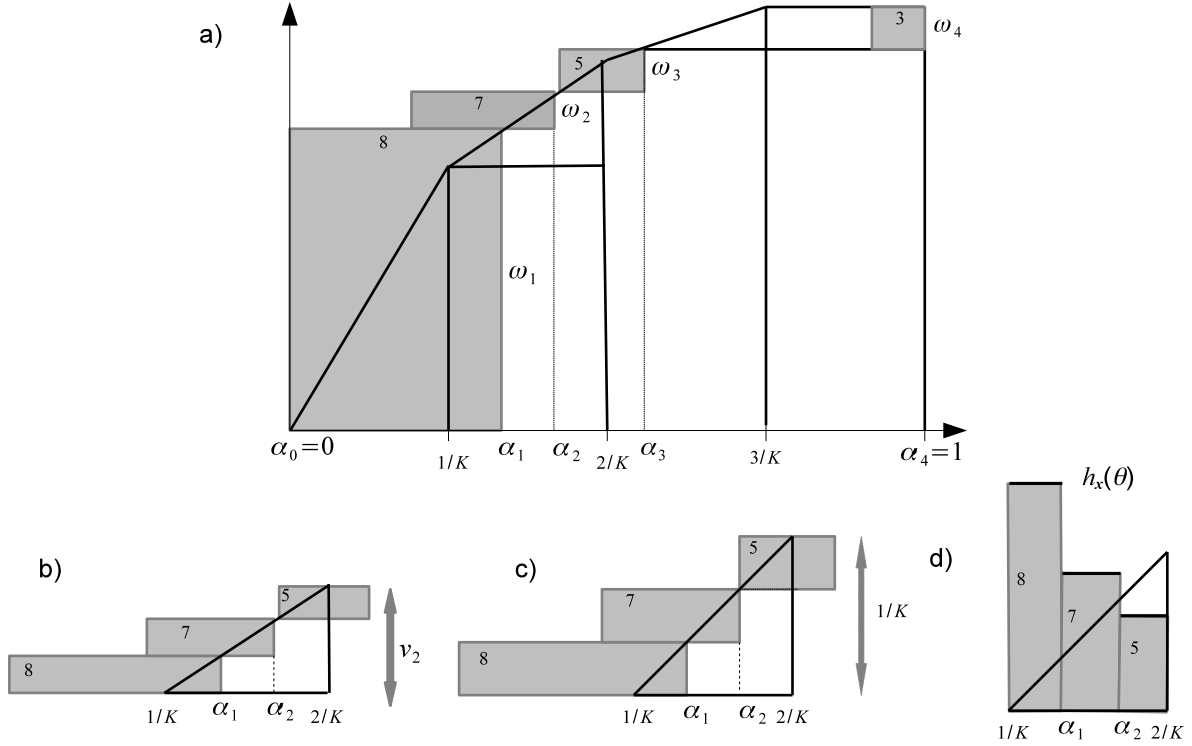 a)
3
ω₄
5
ω₃
7
ω₂
8
ω₁
α₀=0
1/K
α₁
α₂
2/K
α₃
3/K
α₄=1
b)
5
7
8
v₂
1/K
α₁
α₂
2/K
c)
5
7
8
1/K
1/K
α₁
α₂
2/K
hₓ(θ)
d)
8
7
5
1/K
α₁
α₂
2/K